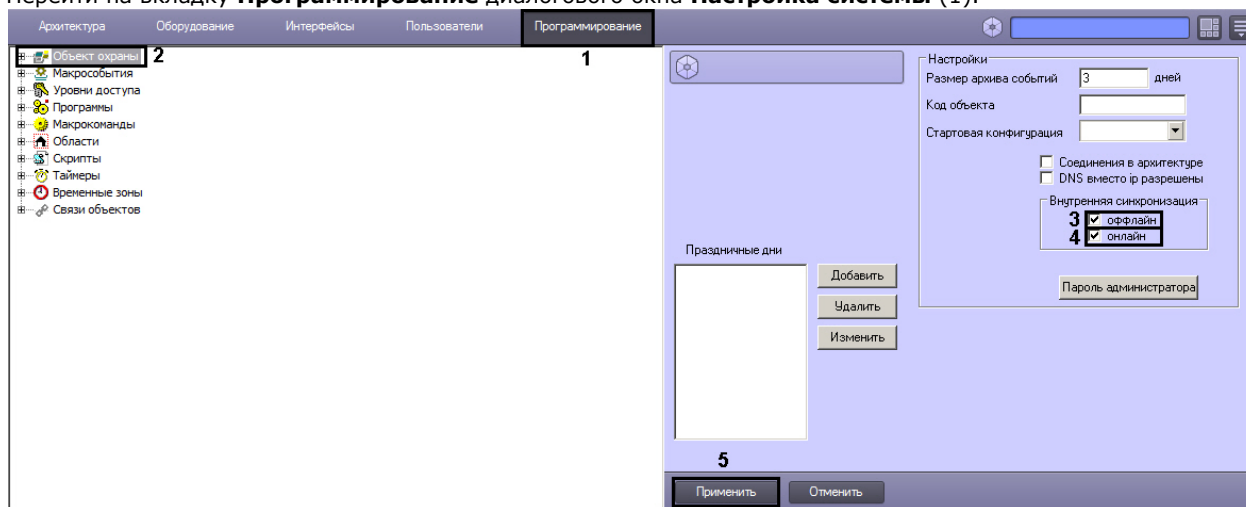 Перейти на вкладку Программирование диалогового окна Настройка системы (1).
Архитектура Оборудование Интерфейсы Пользователи Программирование
1
Объект охраны 2
Макрособытия
Уровни доступа
Программы
Макрокоманды
Области
Скрипты
Таймеры
Временные зоны
Связи объектов
Настройки
Размер архива событий 3 дней
Код объекта
Стартовая конфигурация
Соединения в архитектуре
DNS вместо ip разрешены
Внутренняя синхронизация
3 оффлайн
4 онлайн
Пароль администратора
Праздничные дни
Добавить
Удалить
Изменить
5
Применить Отменить